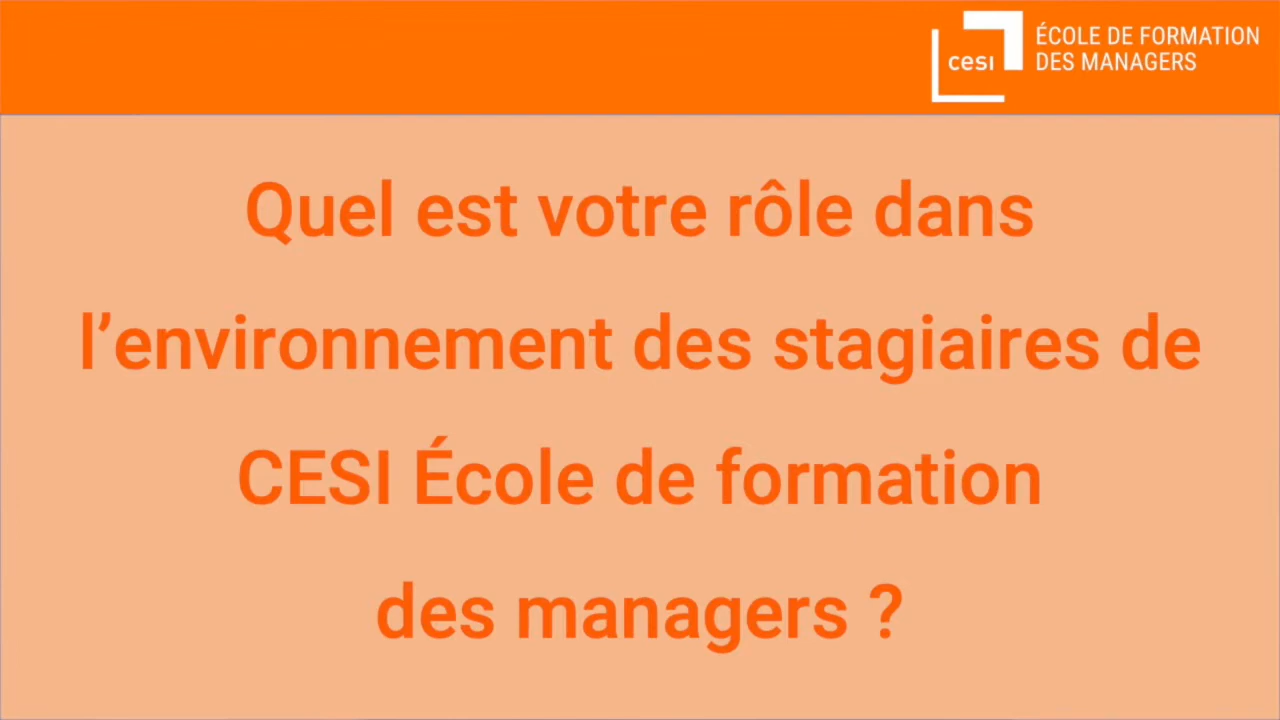 cesi
ÉCOLE DE FORMATION
DES MANAGERS
Quel est votre rôle dans
l’environnement des stagiaires de
CESI École de formation
des managers ?